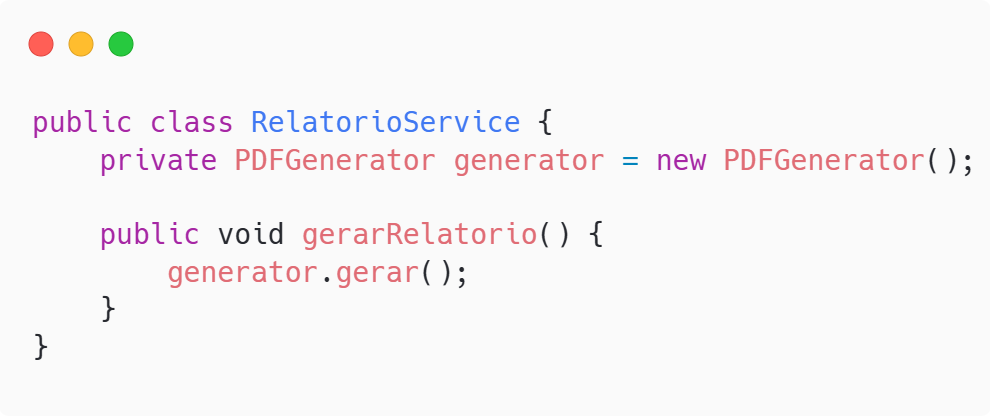 public class RelatorioService {
    private PDFGenerator generator = new PDFGenerator();

    public void gerarRelatorio() {
        generator.gerar();
    }
}